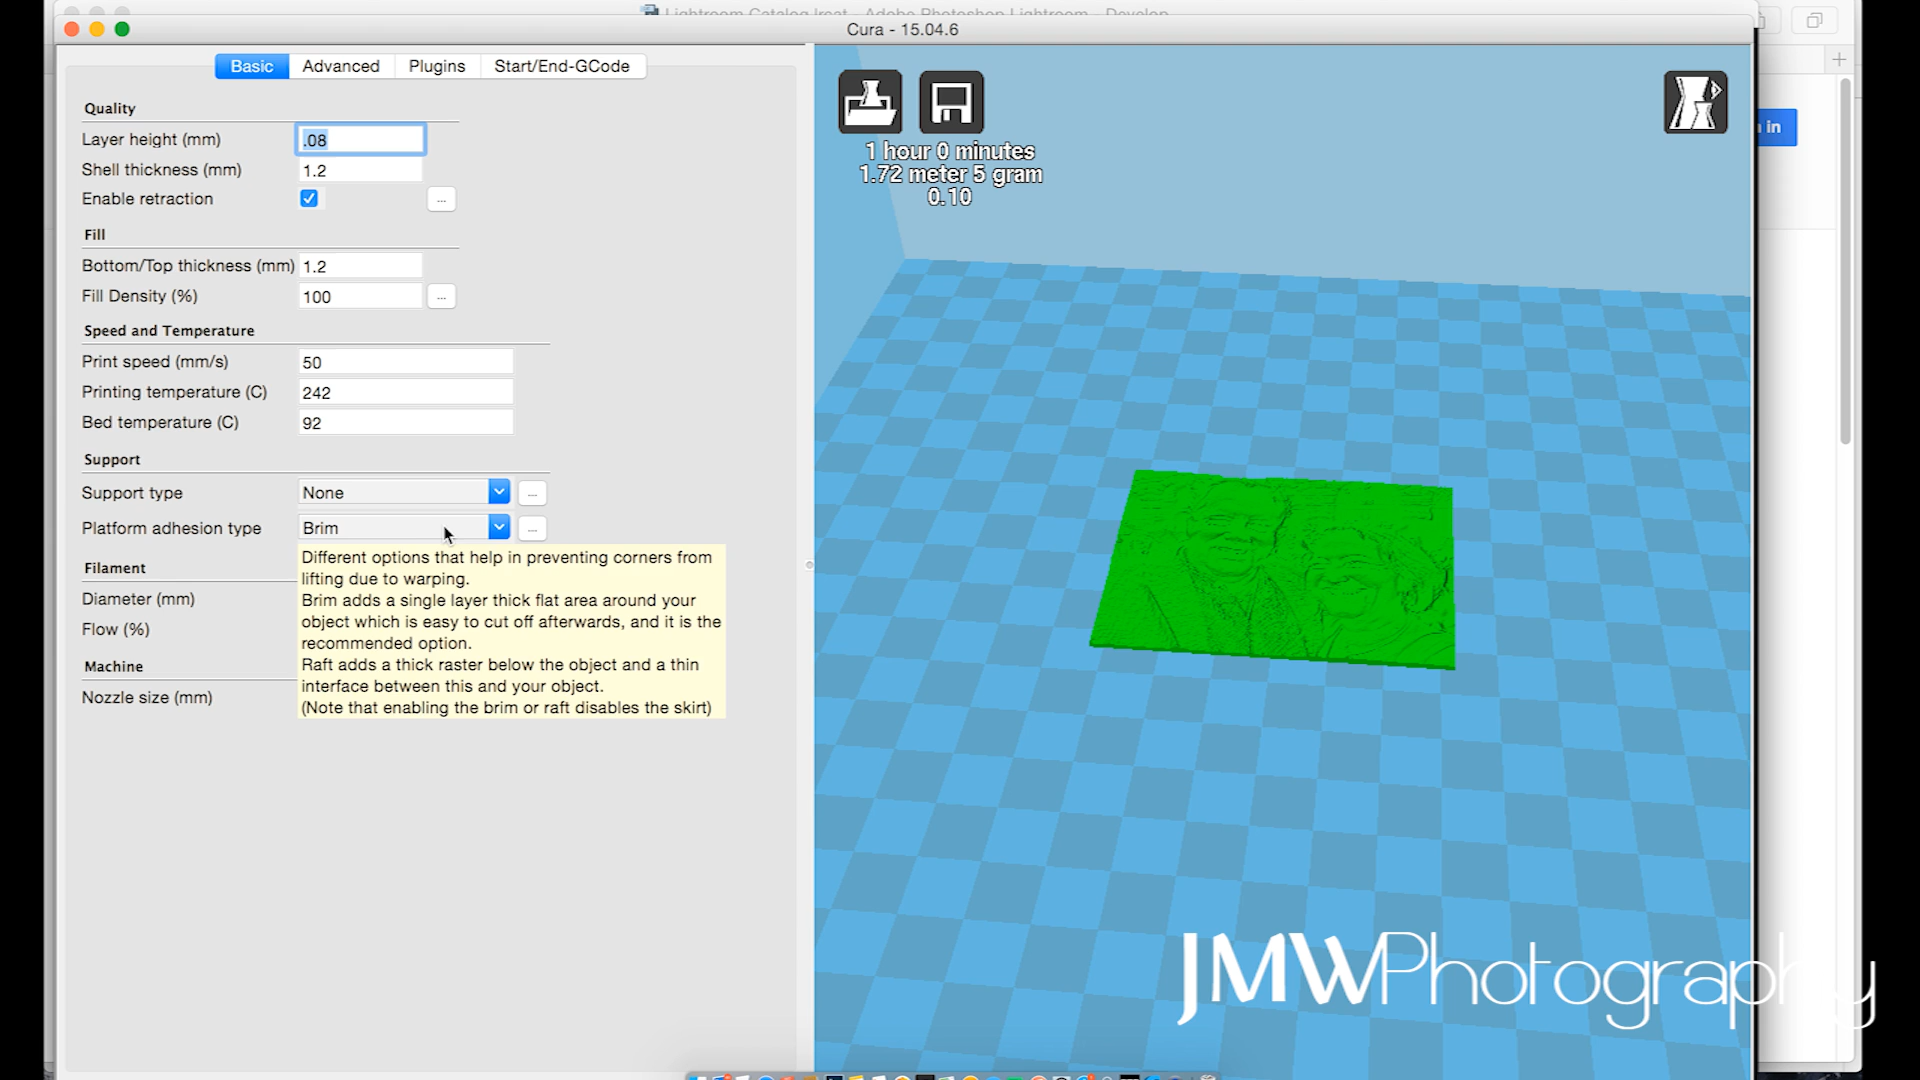 Lightroom Catalog.lrcat - Adobe Photoshop Lightroom - Develop
Cura - 15.04.6
Basic Advanced Plugins Start/End-GCode
Quality
Layer height (mm) .08
Shell thickness (mm) 1.2
Enable retraction ...
Fill
Bottom/Top thickness (mm) 1.2
Fill Density (%) 100 ...
Speed and Temperature
Print speed (mm/s) 50
Printing temperature (C) 242
Bed temperature (C) 92
Support
Support type None ...
Platform adhesion type Brim ...
Different options that help in preventing corners from
lifting due to warping.
Brim adds a single layer thick flat area around your
object which is easy to cut off afterwards, and it is the
recommended option.
Raft adds a thick raster below the object and a thin
interface between this and your object.
(Note that enabling the brim or raft disables the skirt)
Filament
Diameter (mm)
Flow (%)
Machine
Nozzle size (mm)
1 hour 0 minutes
1.72 meter 5 gram
0.10
in
JMWPhotography